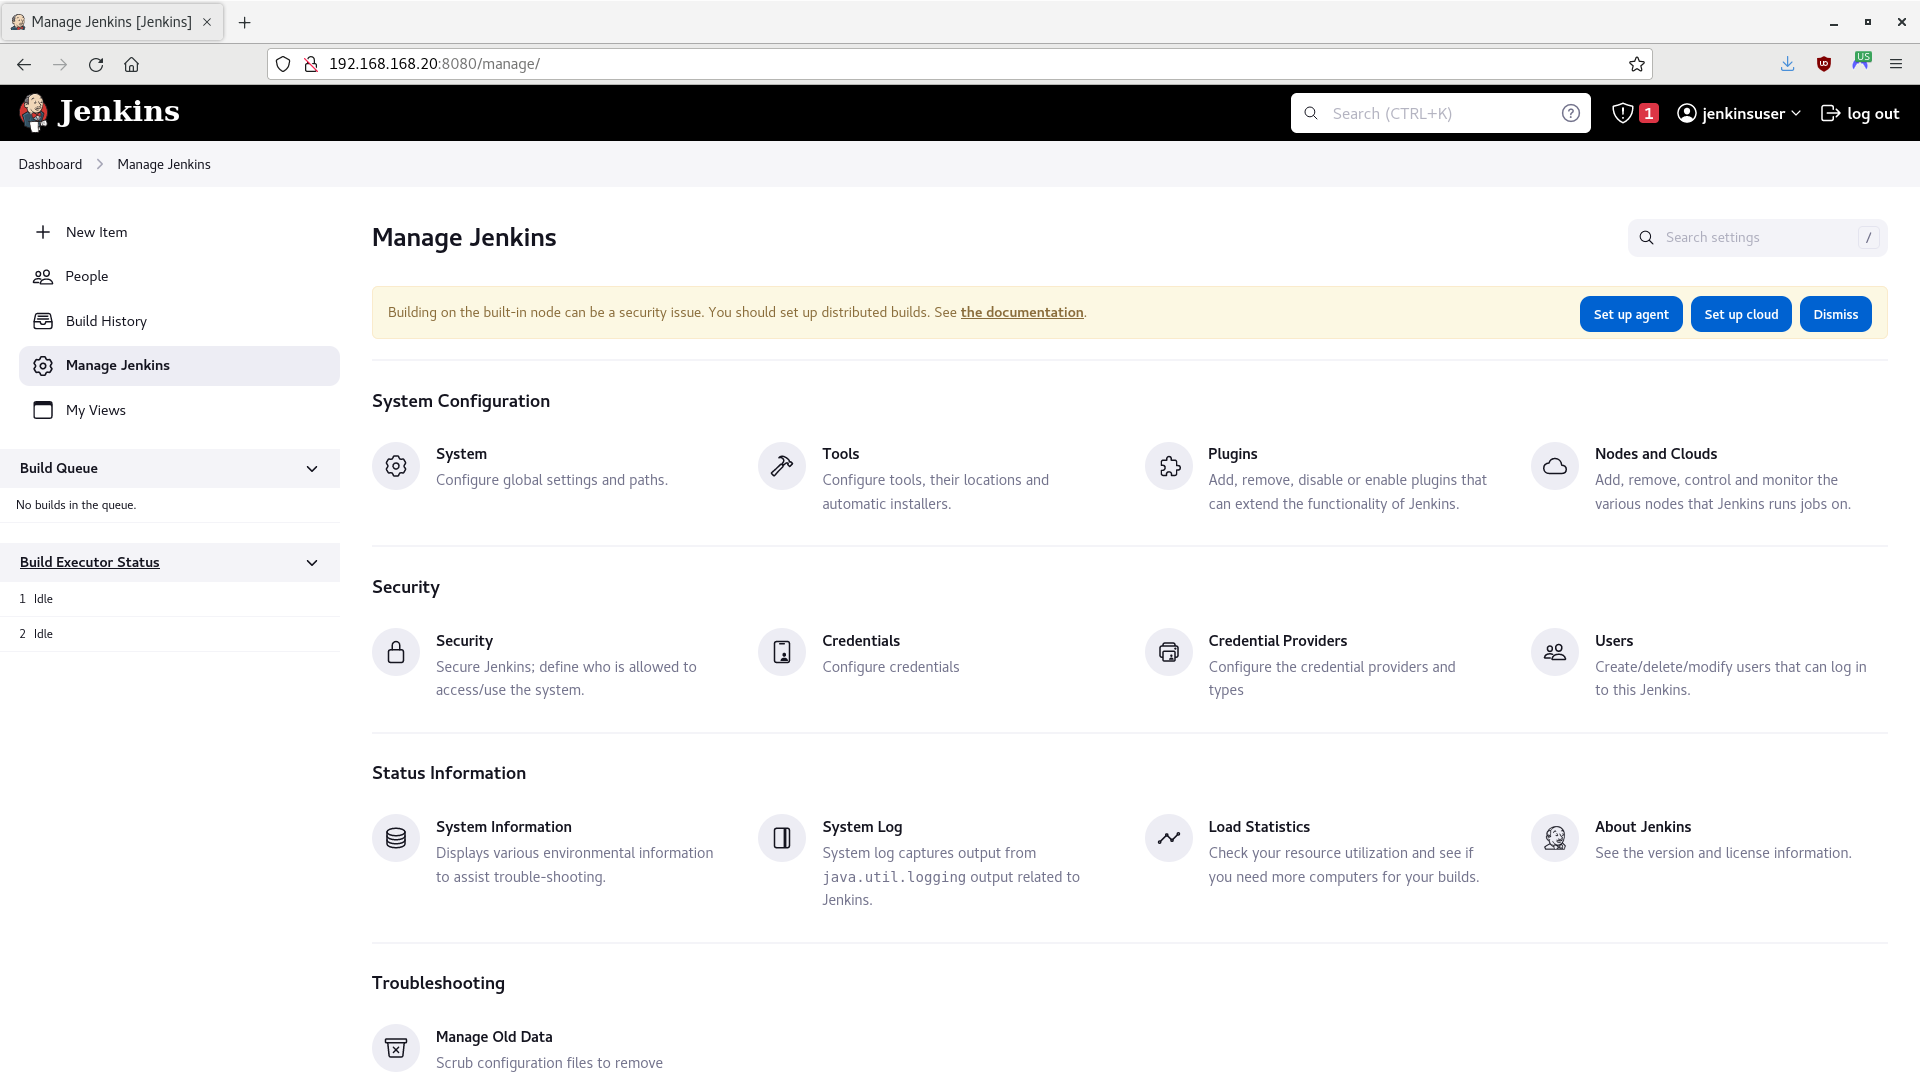 Manage Jenkins [Jenkins]
192.168.168.20:8080/manage/
US
Jenkins
Search (CTRL+K)
1
jenkinsuser
log out
Dashboard
Manage Jenkins
New Item
People
Build History
Manage Jenkins
My Views
Build Queue
No builds in the queue.
Build Executor Status
1 Idle
2 Idle
Manage Jenkins
Search settings
/
Building on the built-in node can be a security issue. You should set up distributed builds. See the documentation.
Set up agent
Set up cloud
Dismiss
System Configuration
System
Configure global settings and paths.
Tools
Configure tools, their locations and
automatic installers.
Plugins
Add, remove, disable or enable plugins that
can extend the functionality of Jenkins.
Nodes and Clouds
Add, remove, control and monitor the
various nodes that Jenkins runs jobs on.
Security
Security
Secure Jenkins; define who is allowed to
access/use the system.
Credentials
Configure credentials
Credential Providers
Configure the credential providers and
types
Users
Create/delete/modify users that can log in
to this Jenkins.
Status Information
System Information
Displays various environmental information
to assist trouble-shooting.
System Log
System log captures output from
java.util.logging output related to
Jenkins.
Load Statistics
Check your resource utilization and see if
you need more computers for your builds.
About Jenkins
See the version and license information.
Troubleshooting
Manage Old Data
Scrub configuration files to remove